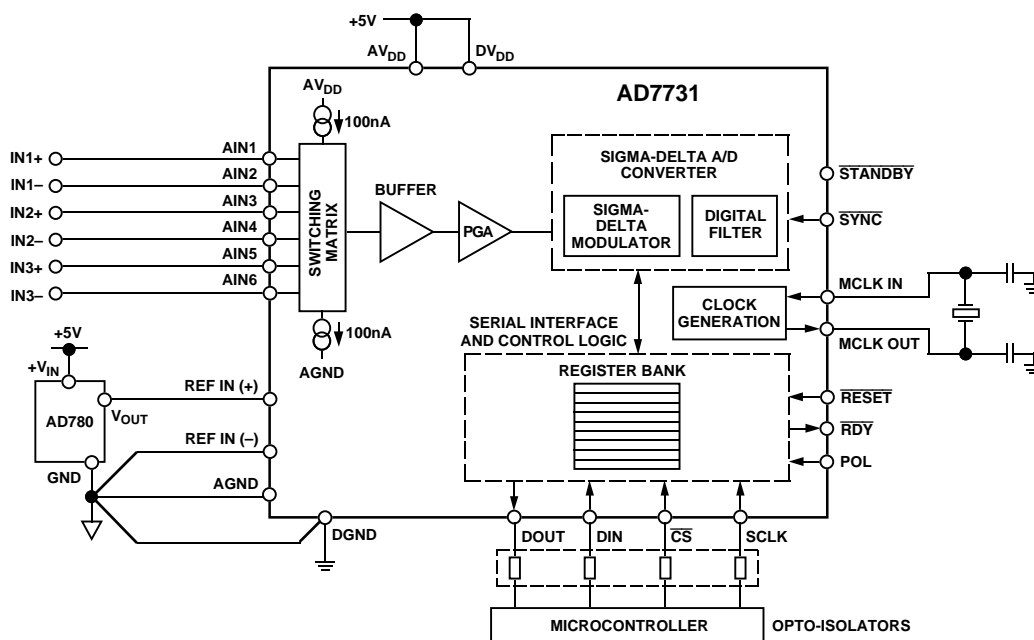 +5V
AVDD
DVDD
AD7731
AVDD
100nA
IN1+
IN1–
IN2+
IN2–
IN3+
IN3–
AIN1
AIN2
AIN3
AIN4
AIN5
AIN6
SWITCHING
MATRIX
BUFFER
PGA
SIGMA-DELTA A/D
CONVERTER
SIGMA-
DELTA
MODULATOR
DIGITAL
FILTER
STANDBY
SYNC
MCLK IN
CLOCK
GENERATION
MCLK OUT
100nA
AGND
SERIAL INTERFACE
AND CONTROL LOGIC
REGISTER BANK
RESET
RDY
POL
+5V
+VIN
AD780
VOUT
GND
REF IN (+)
REF IN (–)
AGND
DGND
DOUT
DIN
CS
SCLK
MICROCONTROLLER
OPTO-ISOLATORS